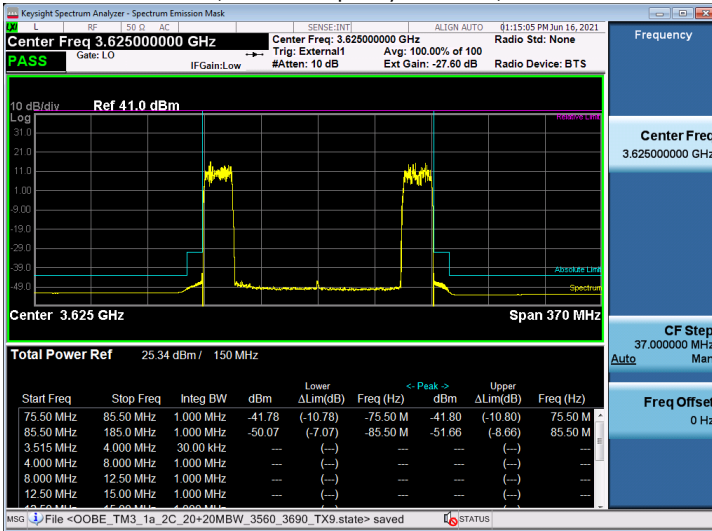 Keysight Spectrum Analyzer - Spectrum Emission Mask
L RF 50 Ω AC SENSE:INT ALIGN AUTO 01:15:05 PM Jun 16, 2021
Center Freq 3.625000000 GHz
Center Freq: 3.625000000 GHz Radio Std: None
Trig: External1 Avg: 100.00% of 100
PASS Gate: LO IFGain:Low #Atten: 10 dB Ext Gain: -27.60 dB Radio Device: BTS
10 dB/div Ref 41.0 dBm
Log
Relative Limit
31.0
21.0
11.0
1.00
-9.00
-19.0
-29.0
-39.0
Absolute Limit
-49.0
Spectrum
Center 3.625 GHz Span 370 MHz
Total Power Ref 25.34 dBm / 150 MHz
Lower <- Peak -> Upper
Start Freq Stop Freq Integ BW dBm ΔLim(dB) Freq (Hz) dBm ΔLim(dB) Freq (Hz)
75.50 MHz 85.50 MHz 1.000 MHz -41.78 (-10.78) -75.50 M -41.80 (-10.80) 75.50 M
85.50 MHz 185.0 MHz 1.000 MHz -50.07 (-7.07) -85.50 M -51.66 (-8.66) 85.50 M
3.515 MHz 4.000 MHz 30.00 kHz --- (---) --- --- (---) ---
4.000 MHz 8.000 MHz 1.000 MHz --- (---) --- --- (---) ---
8.000 MHz 12.50 MHz 1.000 MHz --- (---) --- --- (---) ---
12.50 MHz 15.00 MHz 1.000 MHz --- (---) --- --- (---) ---
MSG File <OOBE_TM3_1a_2C_20+20MBW_3560_3690_TX9.state> saved STATUS
Frequency
Center Freq
3.625000000 GHz
CF Step
37.000000 MHz
Auto Man
Freq Offset
0 Hz